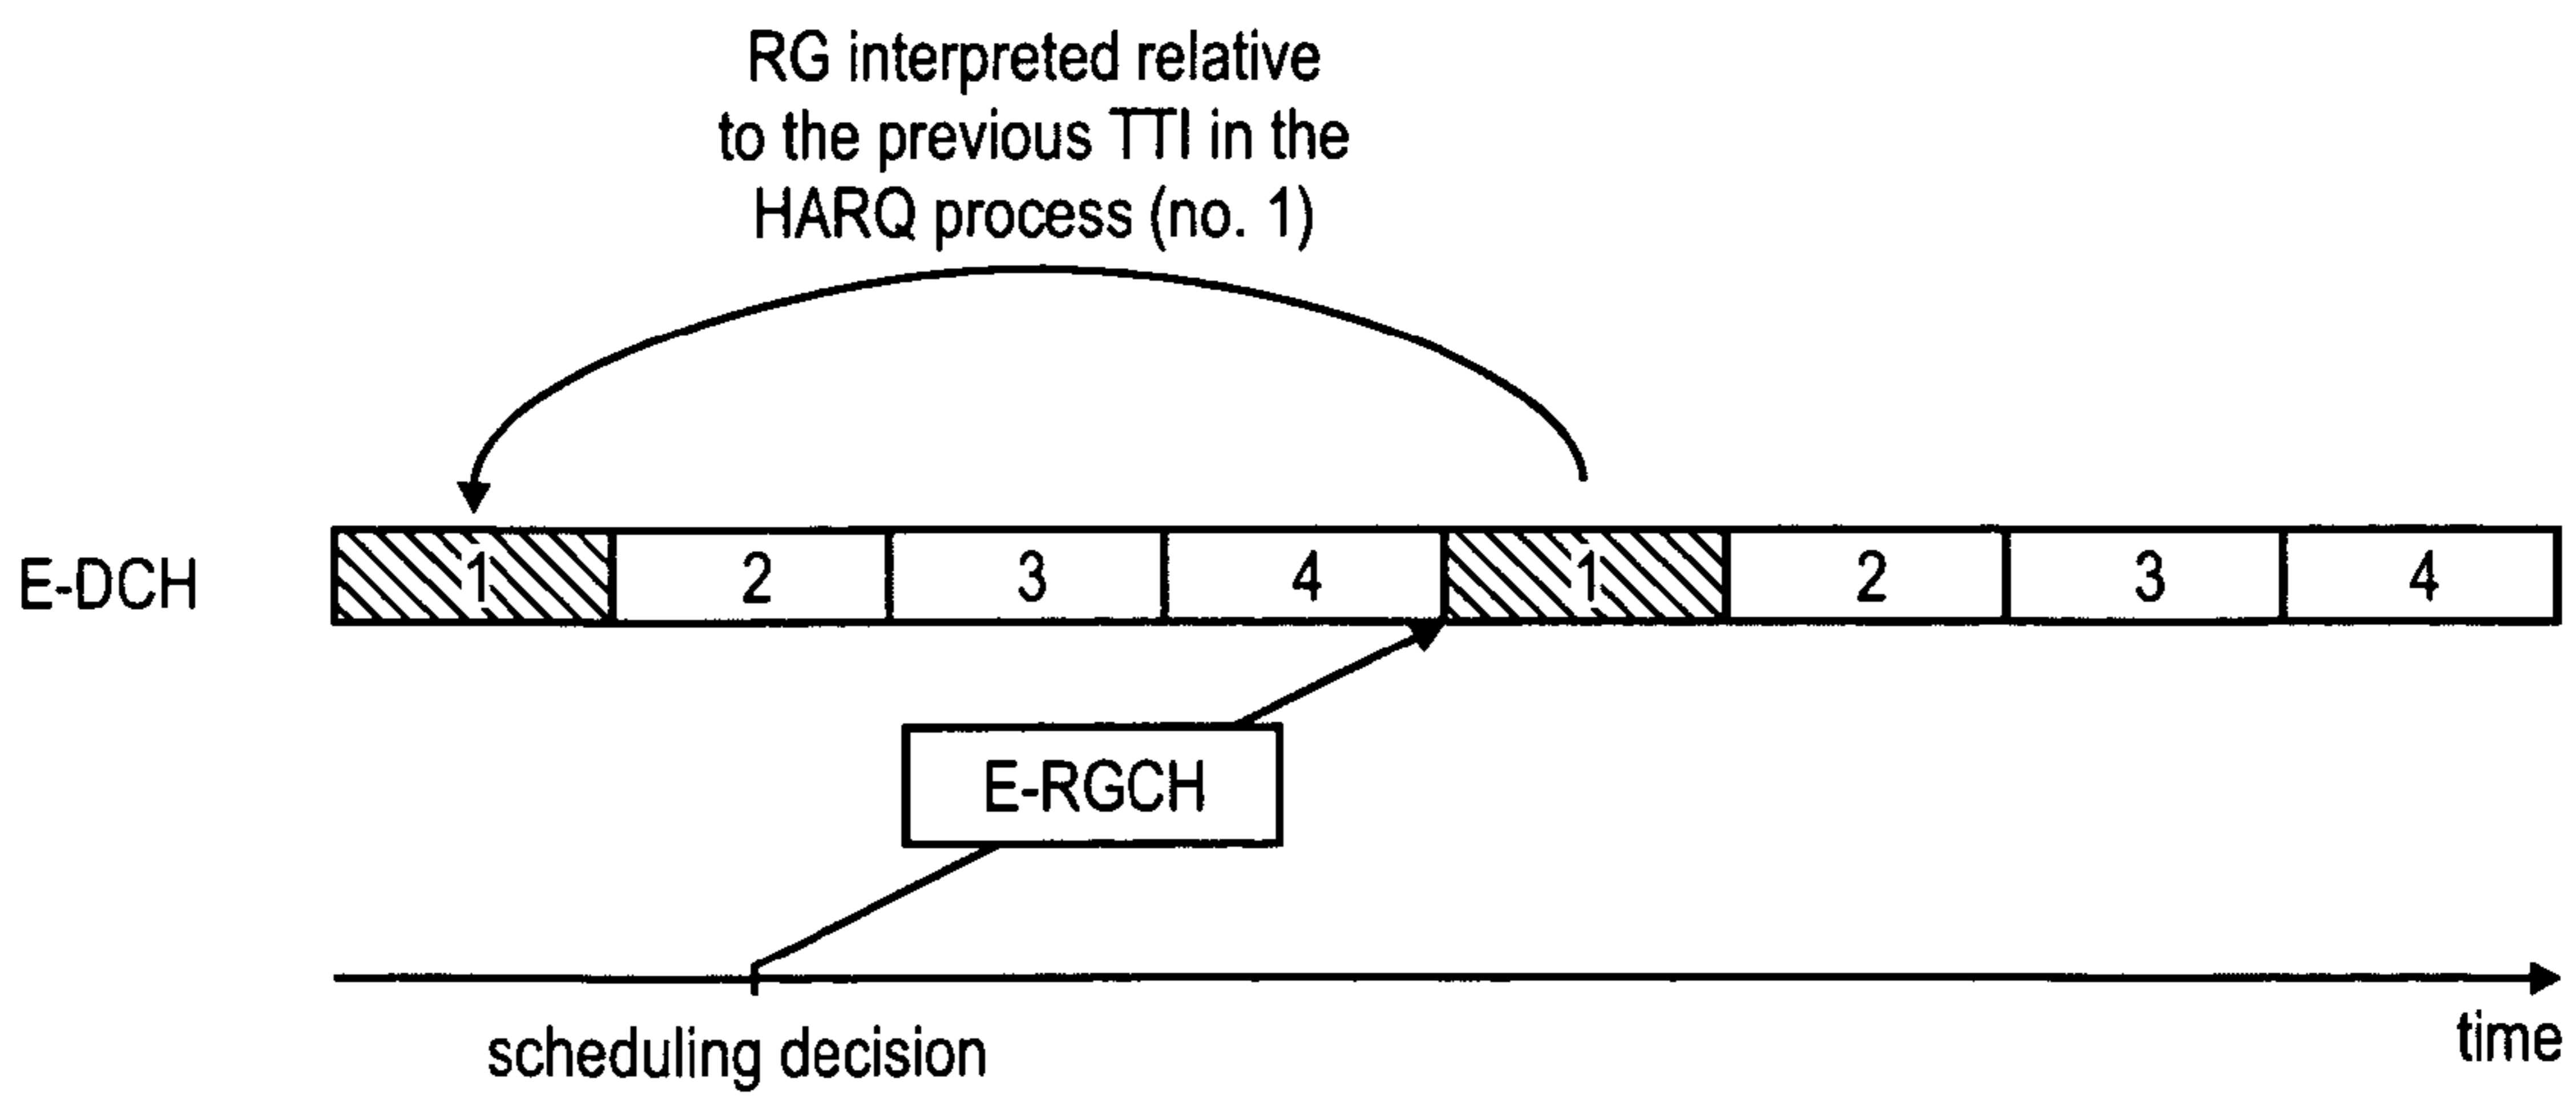 RG interpreted relative
to the previous TTI in the
HARQ process (no. 1)
E-DCH 1 2 3 4 1 2 3 4
E-RGCH
scheduling decision
time